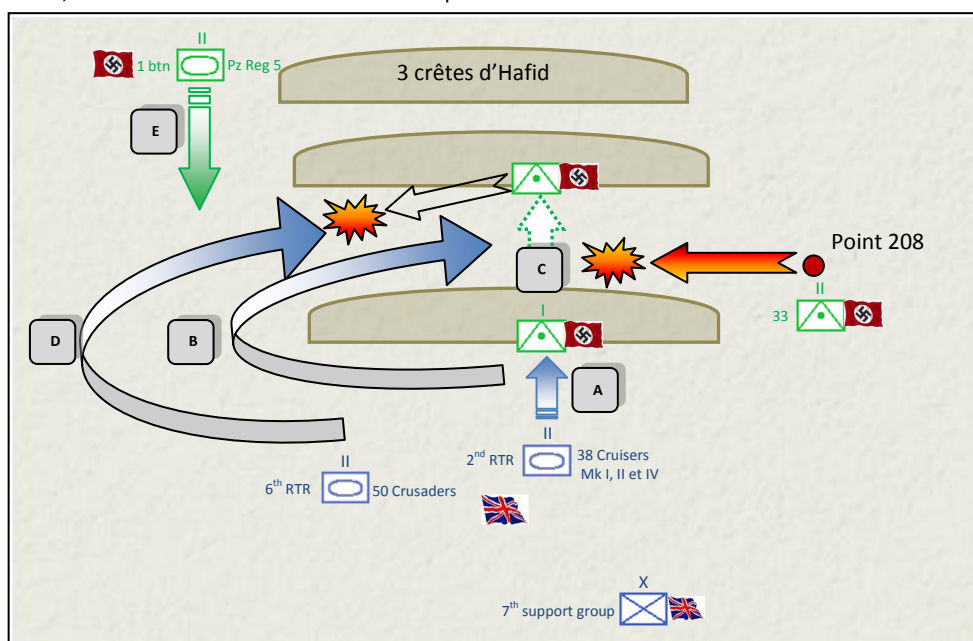 II
1 btn
Pz Reg 5
3 crêtes d'Hafid
E
Point 208
C
II
33
D
B
I
A
II
2nd RTR
38 Cruisers
Mk I, II et IV
II
6th RTR
50 Crusaders
X
7th support group